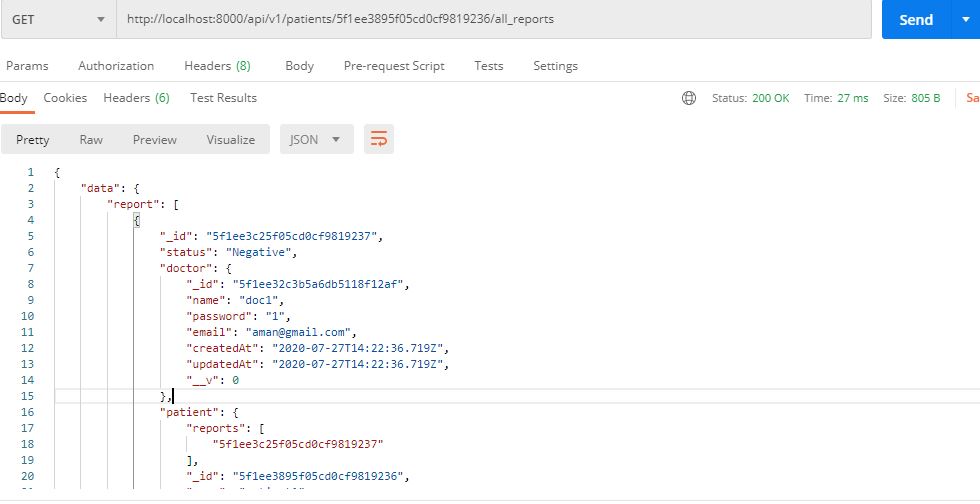 GET http://localhost:8000/api/v1/patients/5f1ee3895f05cd0cf9819236/all_reports Send
Params Authorization Headers (8) Body Pre-request Script Tests Settings
Body Cookies Headers (6) Test Results Status: 200 OK Time: 27 ms Size: 805 B Sa
Pretty Raw Preview Visualize JSON
1 {
2 "data": {
3 "report": [
4 {
5 "_id": "5f1ee3c25f05cd0cf9819237",
6 "status": "Negative",
7 "doctor": {
8 "_id": "5f1ee32c3b5a6db5118f12af",
9 "name": "doc1",
10 "password": "1",
11 "email": "aman@gmail.com",
12 "createdAt": "2020-07-27T14:22:36.719Z",
13 "updatedAt": "2020-07-27T14:22:36.719Z",
14 "__v": 0
15 },
16 "patient": {
17 "reports": [
18 "5f1ee3c25f05cd0cf9819237"
19 ],
20 "_id": "5f1ee3895f05cd0cf9819236",